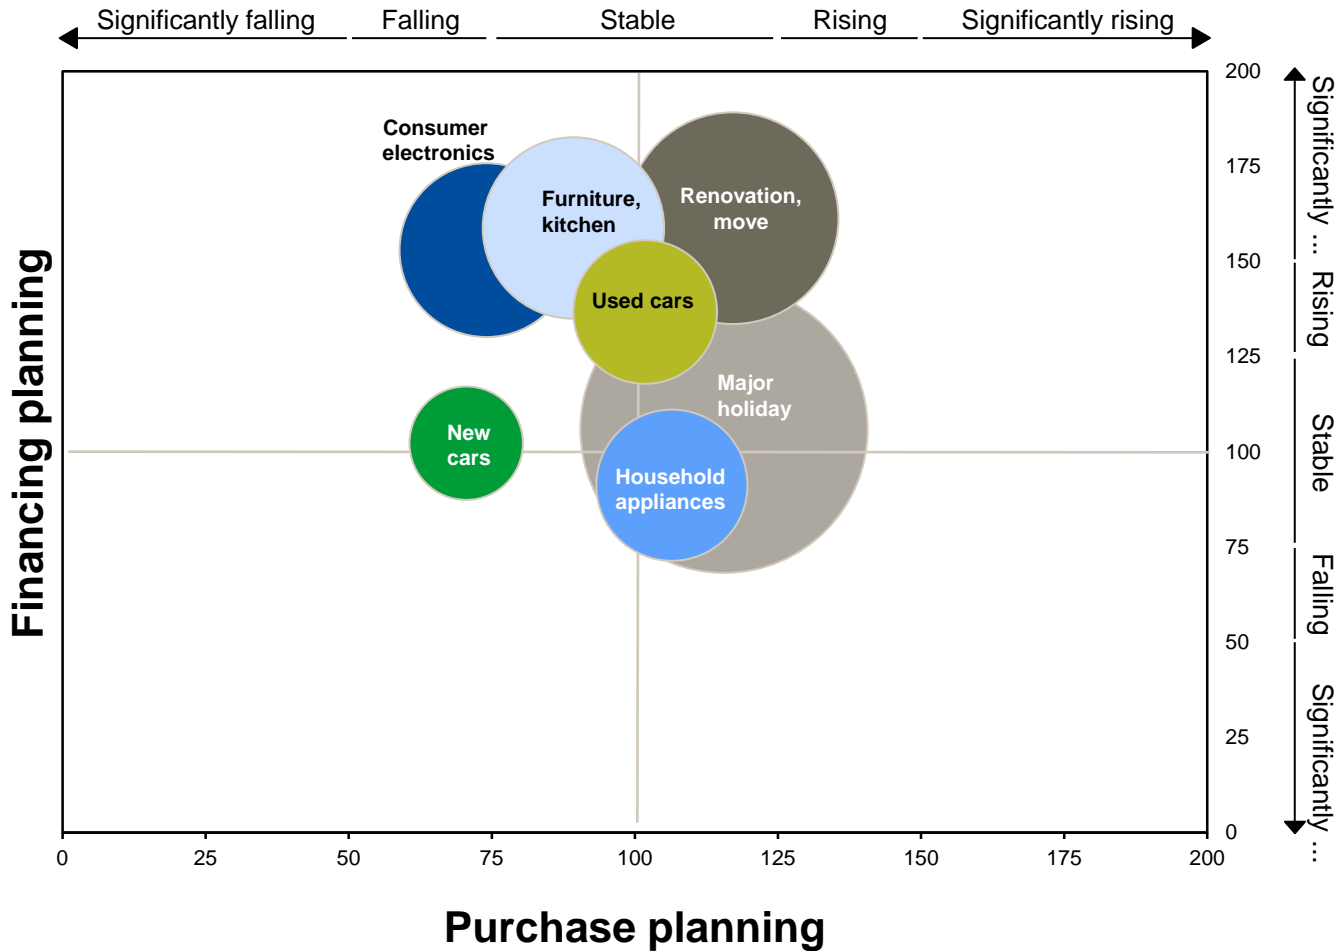 Significantly falling
Falling
Stable
Rising
Significantly rising
Financing planning
Consumer
electronics
Furniture,
kitchen
Renovation,
move
Used cars
Major
holiday
New
cars
Household
appliances
200
175
150
125
100
75
50
25
0
Significantly ...
Rising
Stable
Falling
Significantly ...
0
25
50
75
100
125
150
175
200
Purchase planning